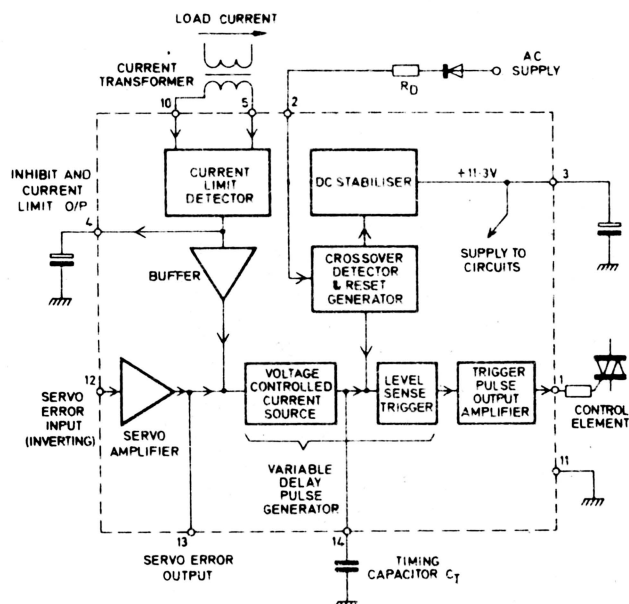 LOAD CURRENT
CURRENT
TRANSFORMER
10
5
2
R_D
AC
SUPPLY
INHIBIT AND
CURRENT
LIMIT O/P
4
CURRENT
LIMIT
DETECTOR
DC STABILISER
+11·3V
3
SUPPLY TO
CIRCUITS
BUFFER
CROSSOVER
DETECTOR
& RESET
GENERATOR
12
SERVO
ERROR
INPUT
(INVERTING)
SERVO
AMPLIFIER
VOLTAGE
CONTROLLED
CURRENT
SOURCE
LEVEL
SENSE
TRIGGER
TRIGGER
PULSE
OUTPUT
AMPLIFIER
1
CONTROL
ELEMENT
VARIABLE
DELAY
PULSE
GENERATOR
11
13
SERVO ERROR
OUTPUT
14
TIMING
CAPACITOR C_T